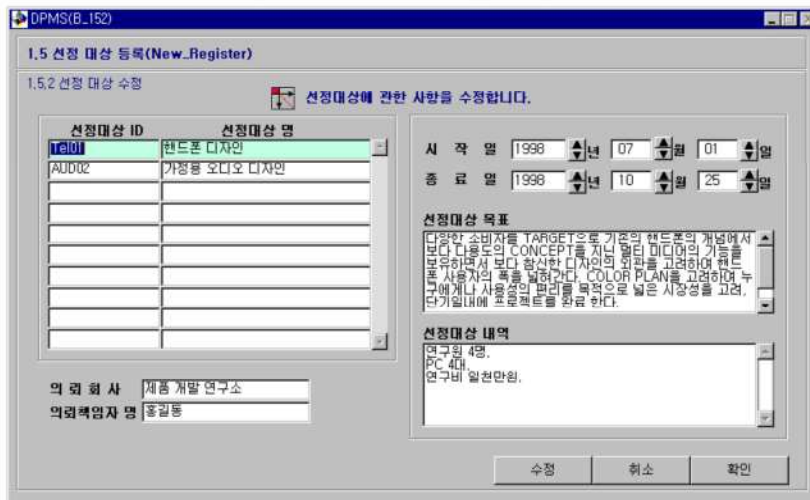 DPMS(B_152)
1.5 선정 대상 등록(New_Register)
1.5.2 선정 대상 수정
선정대상에 관한 사항을 수정합니다.
선정대상 ID 선정대상 명
Tel01 핸드폰 디자인
AUD02 가정용 오디오 디자인
의 뢰 회 사 제품 개발 연구소
의뢰책임자 명 홍길동
시 작 일 1998 년 07 월 01 일
종 료 일 1998 년 10 월 25 일
선정대상 목표
다양한 소비자를 TARGET으로 기존의 핸드폰의 개념에서
보다 다용도의 CONCEPT을 지닌 멀티 미디어의 기능을
보유하면서 보다 참신한 디자인의 외관을 고려하여 핸드
폰 사용자의 폭을 넓혀간다. COLOR PLAN을 고려하여 누
구에게나 사용성의 편리를 목적으로 넓은 시장성을 고려,
단기일내에 프로젝트를 완료 한다.
선정대상 내역
연구원 4명.
PC 4대.
연구비 일천만원.
수정 취소 확인